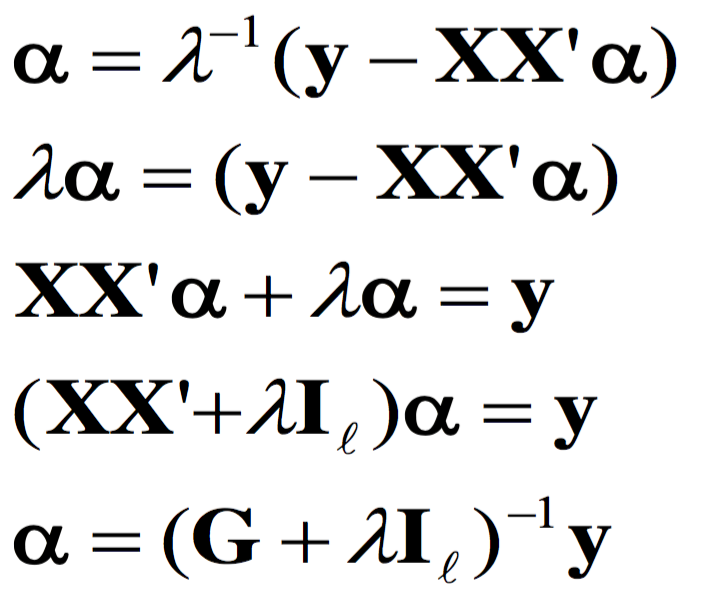 α = λ⁻¹(y − XX'α)
λα = (y − XX'α)
XX'α + λα = y
(XX'+λI_ℓ)α = y
α = (G + λI_ℓ)⁻¹y